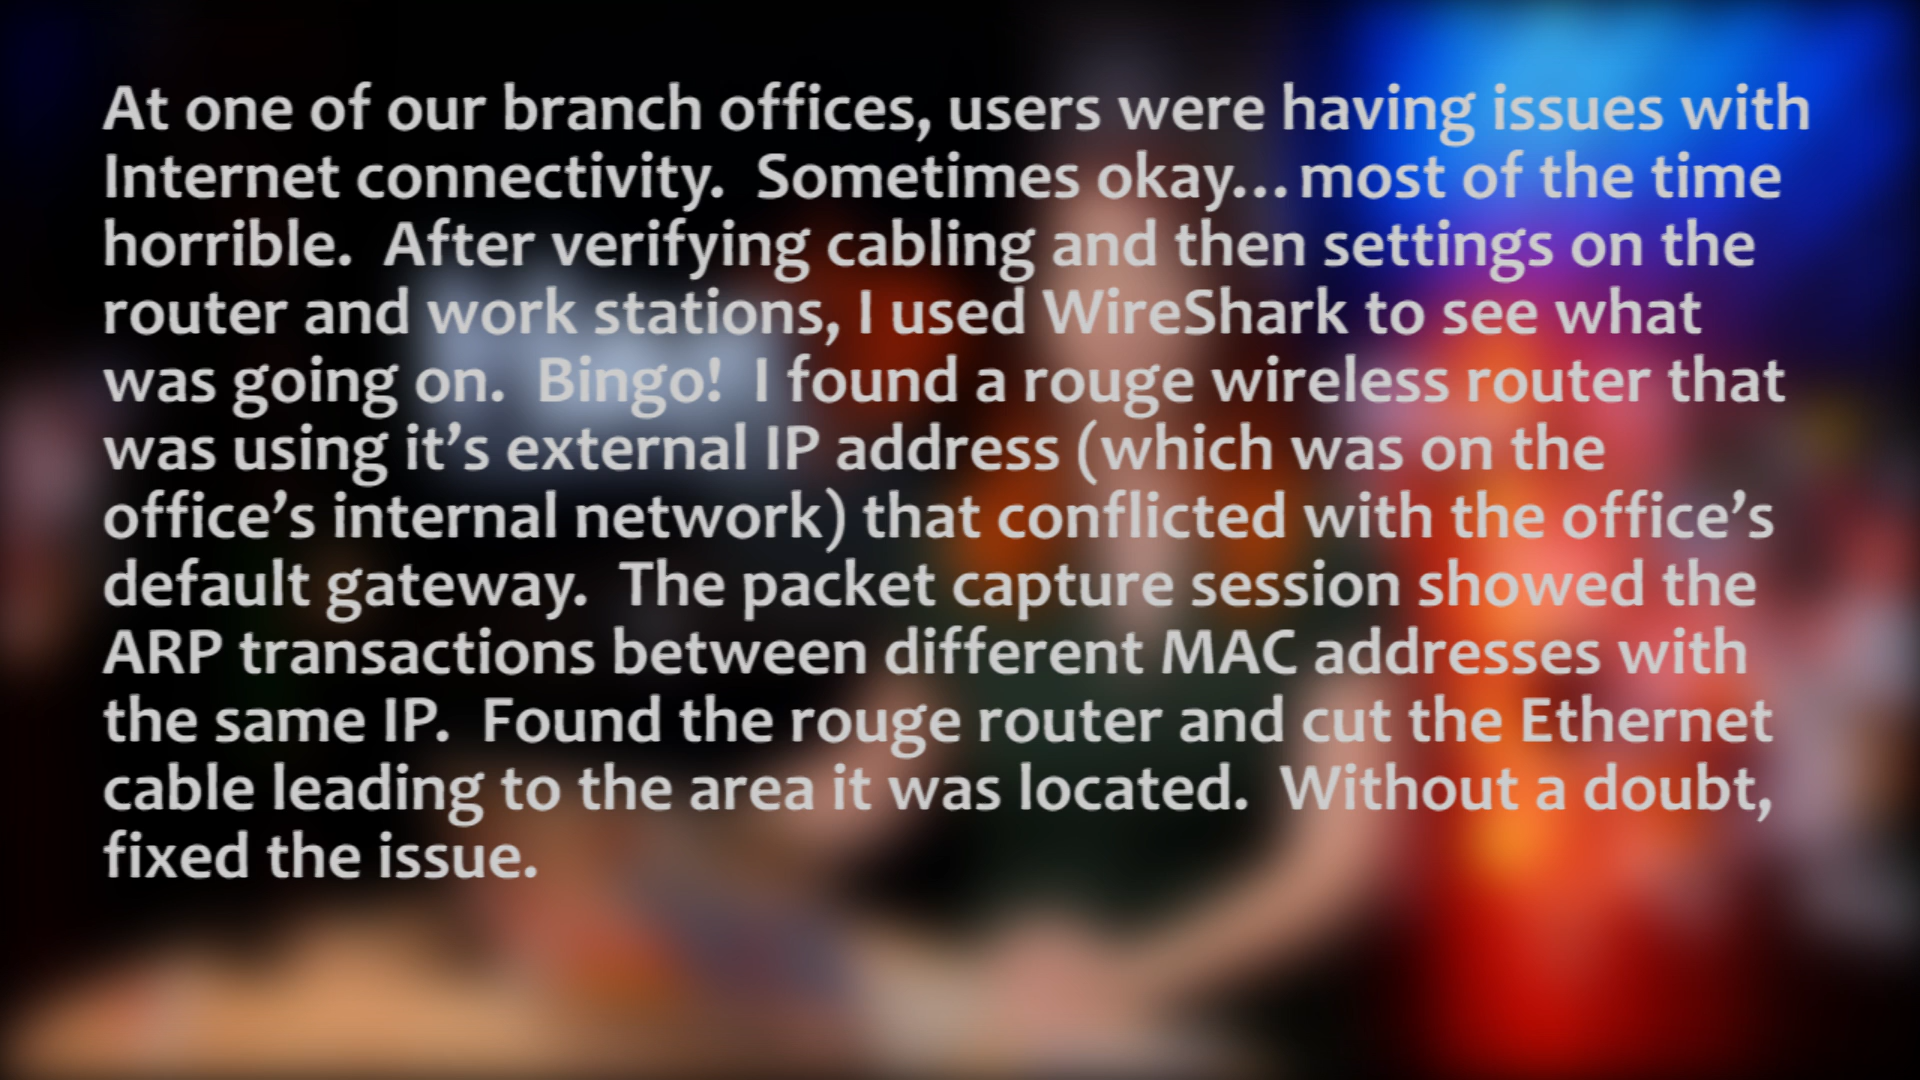 At one of our branch offices, users were having issues with
Internet connectivity.  Sometimes okay... most of the time
horrible.  After verifying cabling and then settings on the
router and work stations, I used WireShark to see what
was going on.  Bingo!  I found a rouge wireless router that
was using it’s external IP address (which was on the
office’s internal network) that conflicted with the office’s
default gateway.  The packet capture session showed the
ARP transactions between different MAC addresses with
the same IP.  Found the rouge router and cut the Ethernet
cable leading to the area it was located.  Without a doubt,
fixed the issue.